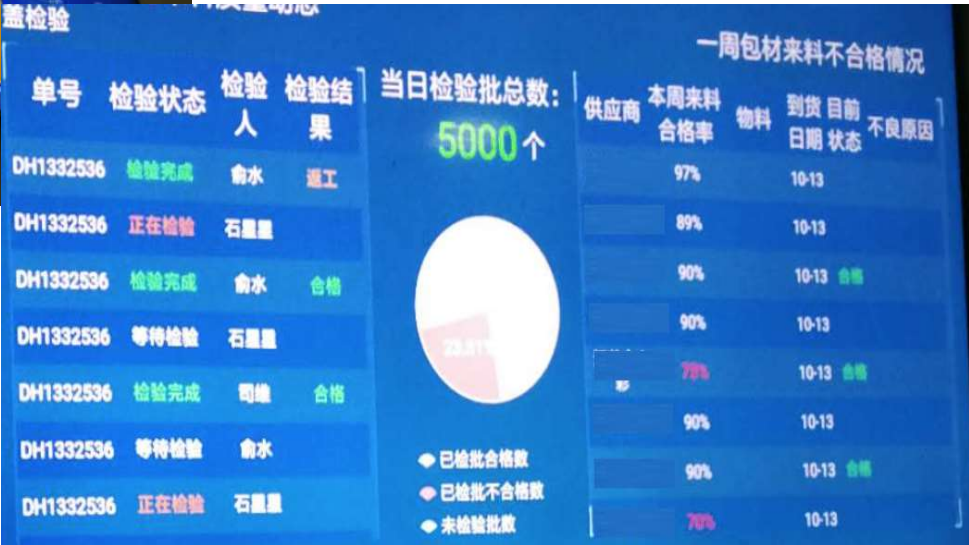 盖检验
一周包材来料不合格情况
单号 检验状态 检验人 检验结果
DH1332536 检验完成 俞水 返工
DH1332536 正在检验 石星星
DH1332536 检验完成 俞水 合格
DH1332536 等待检验 石星星
DH1332536 检验完成 司维 合格
DH1332536 等待检验 俞水
DH1332536 正在检验 石星星
当日检验批总数:
5000个
已检批合格数
已检批不合格数
未检验批数
供应商 本周来料合格率 物料 到货日期 目前状态 不良原因
97% 10-13
89% 10-13
90% 10-13 合格
90% 10-13
彩 10-13 合格
90% 10-13
90% 10-13 合格
70% 10-13